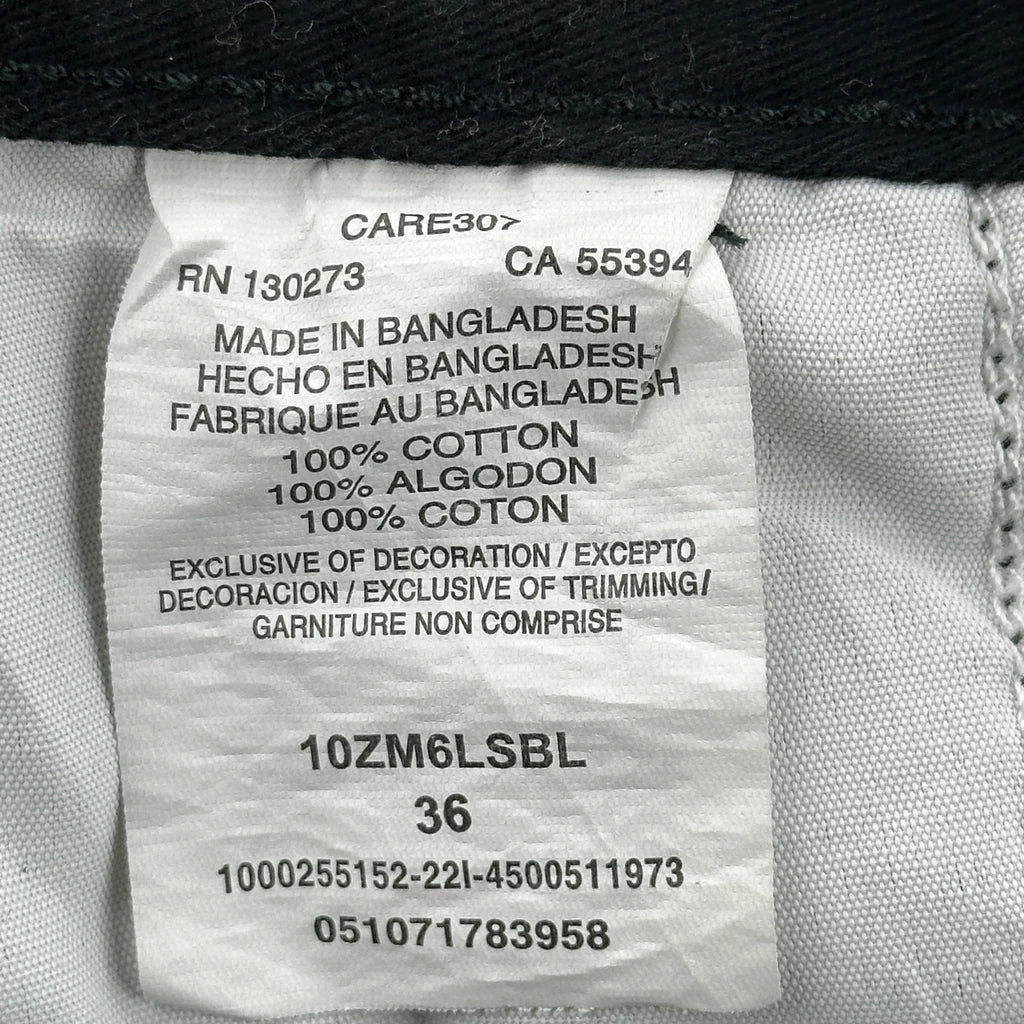 CARE307
RN 130273 CA 55394
MADE IN BANGLADESH
HECHO EN BANGLADESH
FABRIQUE AU BANGLADESH
100% COTTON
100% ALGODON
100% COTON
EXCLUSIVE OF DECORATION / EXCEPTO
DECORACION / EXCLUSIVE OF TRIMMING/
GARNITURE NON COMPRISE
10ZM6LSBL
36
1000255152-22I-4500511973
051071783958